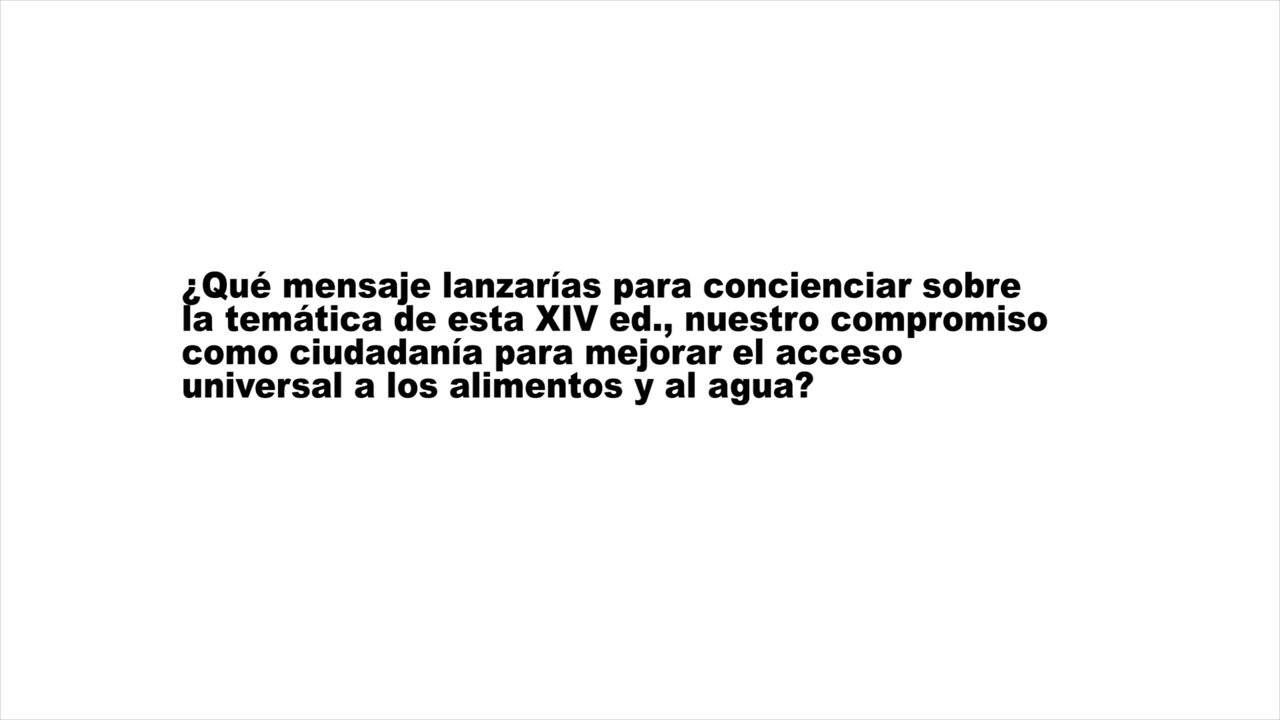 ¿Qué mensaje lanzarías para concienciar sobre
la temática de esta XIV ed., nuestro compromiso
como ciudadanía para mejorar el acceso
universal a los alimentos y al agua?